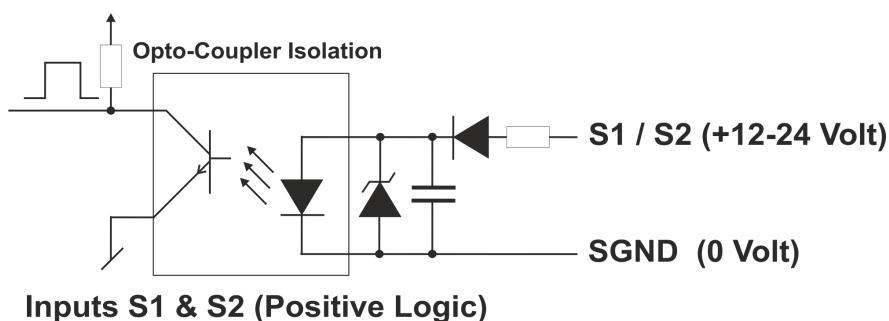 Opto-Coupler Isolation
S1 / S2 (+12-24 Volt)
SGND (0 Volt)
Inputs S1 & S2 (Positive Logic)